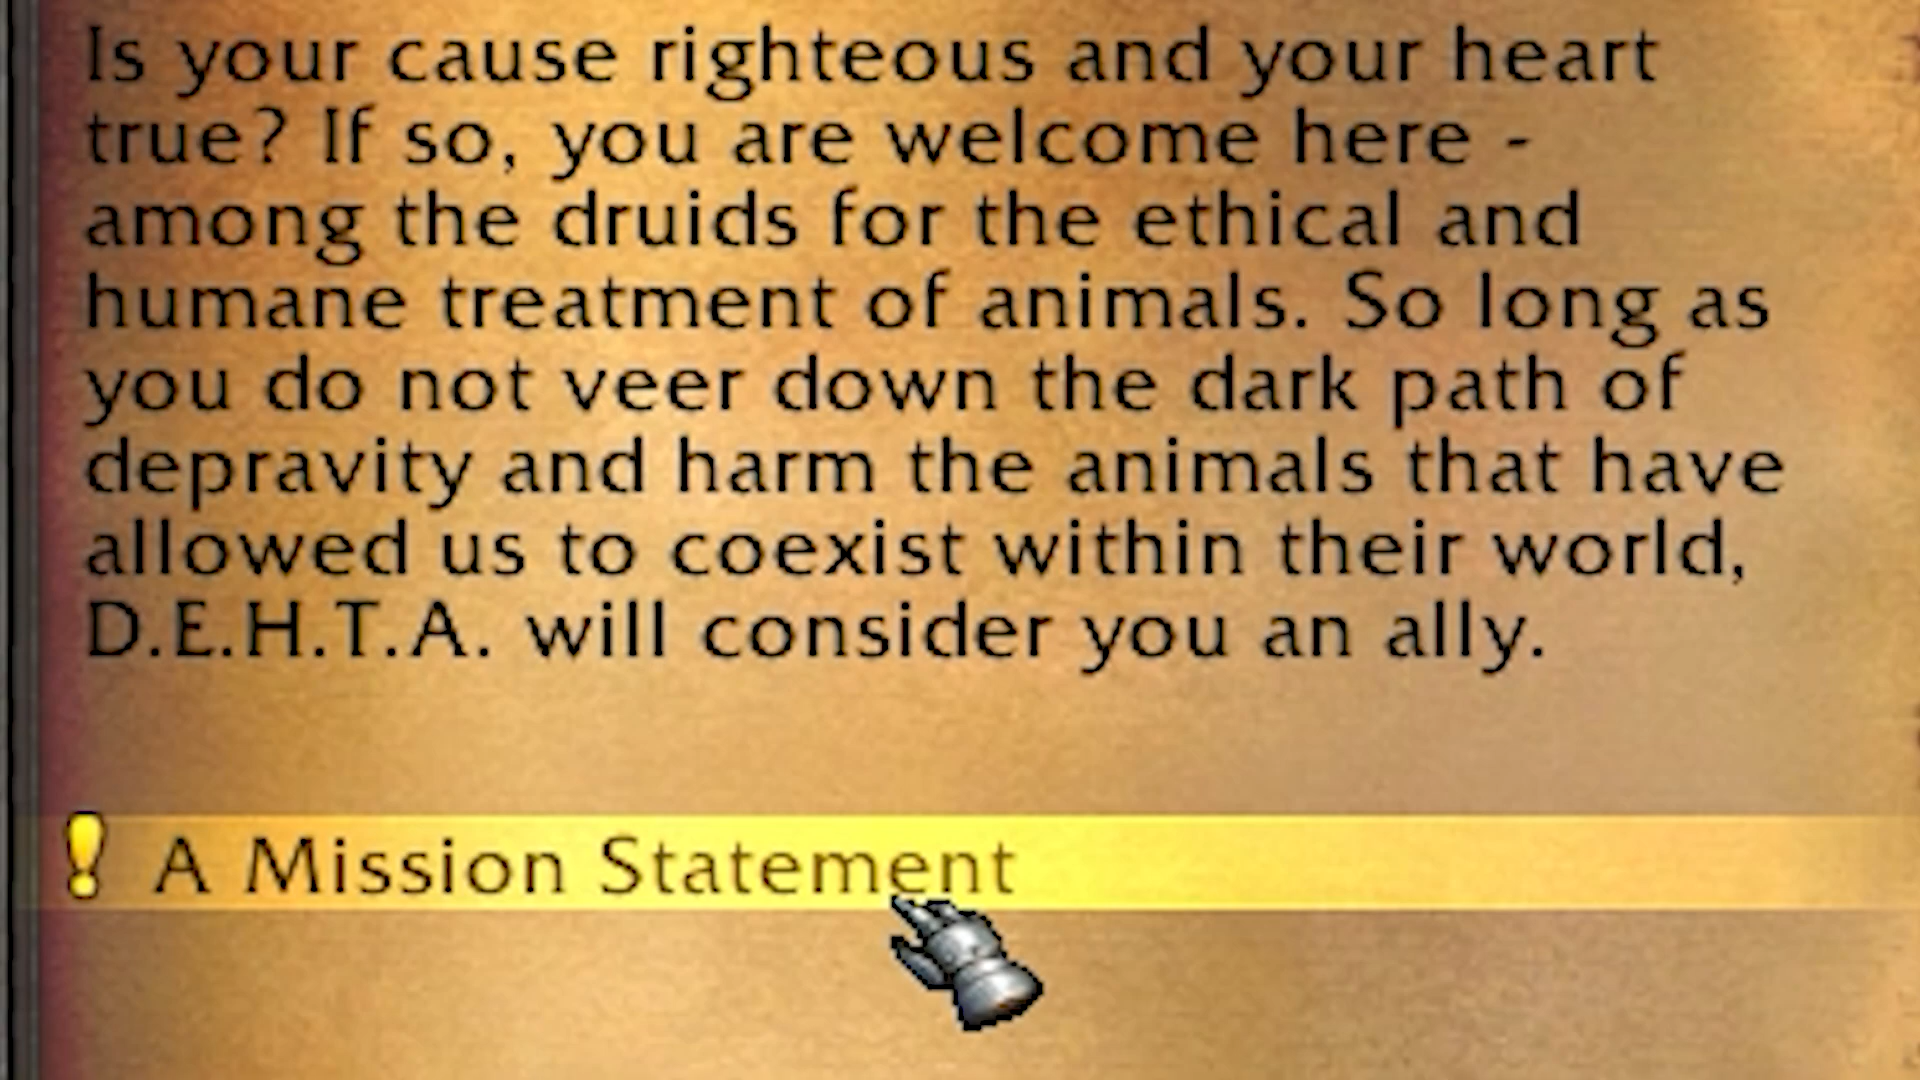 Is your cause righteous and your heart
true? If so, you are welcome here -
among the druids for the ethical and
humane treatment of animals. So long as
you do not veer down the dark path of
depravity and harm the animals that have
allowed us to coexist within their world,
D.E.H.T.A. will consider you an ally.
A Mission Statement